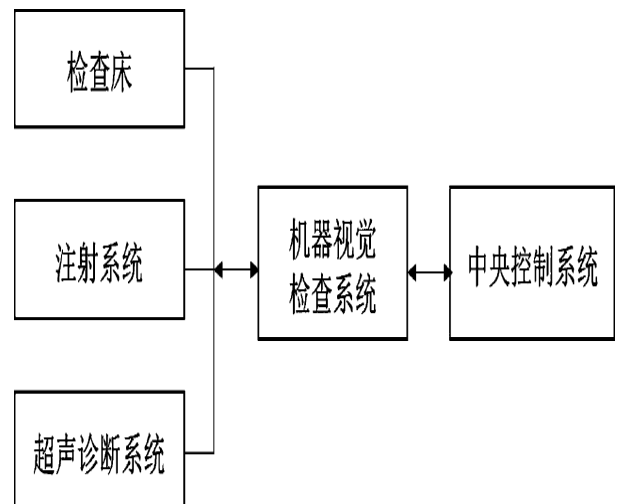 检查床
注射系统
机器视觉
检查系统
中央控制系统
超声诊断系统